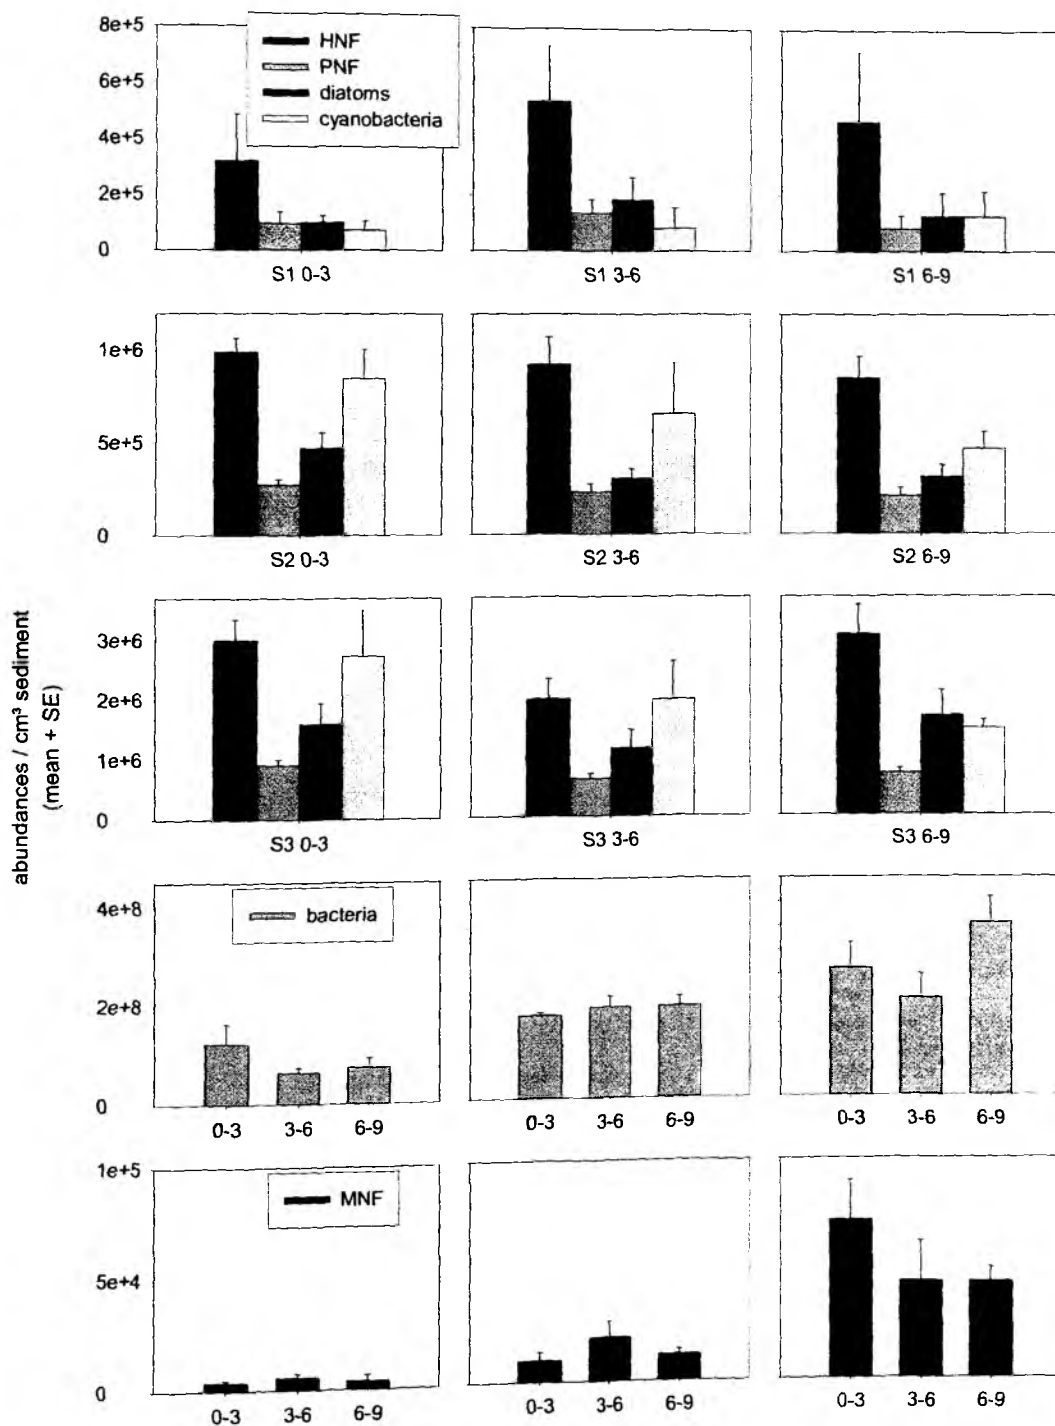 8e+5
6e+5
4e+5
2e+5
0
HNF
PNF
diatoms
cyanobacteria
S1 0-3
S1 3-6
S1 6-9
1e+6
5e+5
0
S2 0-3
S2 3-6
S2 6-9
abundances / cm³ sediment
(mean + SE)
3e+6
2e+6
1e+6
0
S3 0-3
S3 3-6
S3 6-9
4e+8
2e+8
0
bacteria
0-3 3-6 6-9
0-3 3-6 6-9
0-3 3-6 6-9
1e+5
5e+4
0
MNF
0-3 3-6 6-9
0-3 3-6 6-9
0-3 3-6 6-9